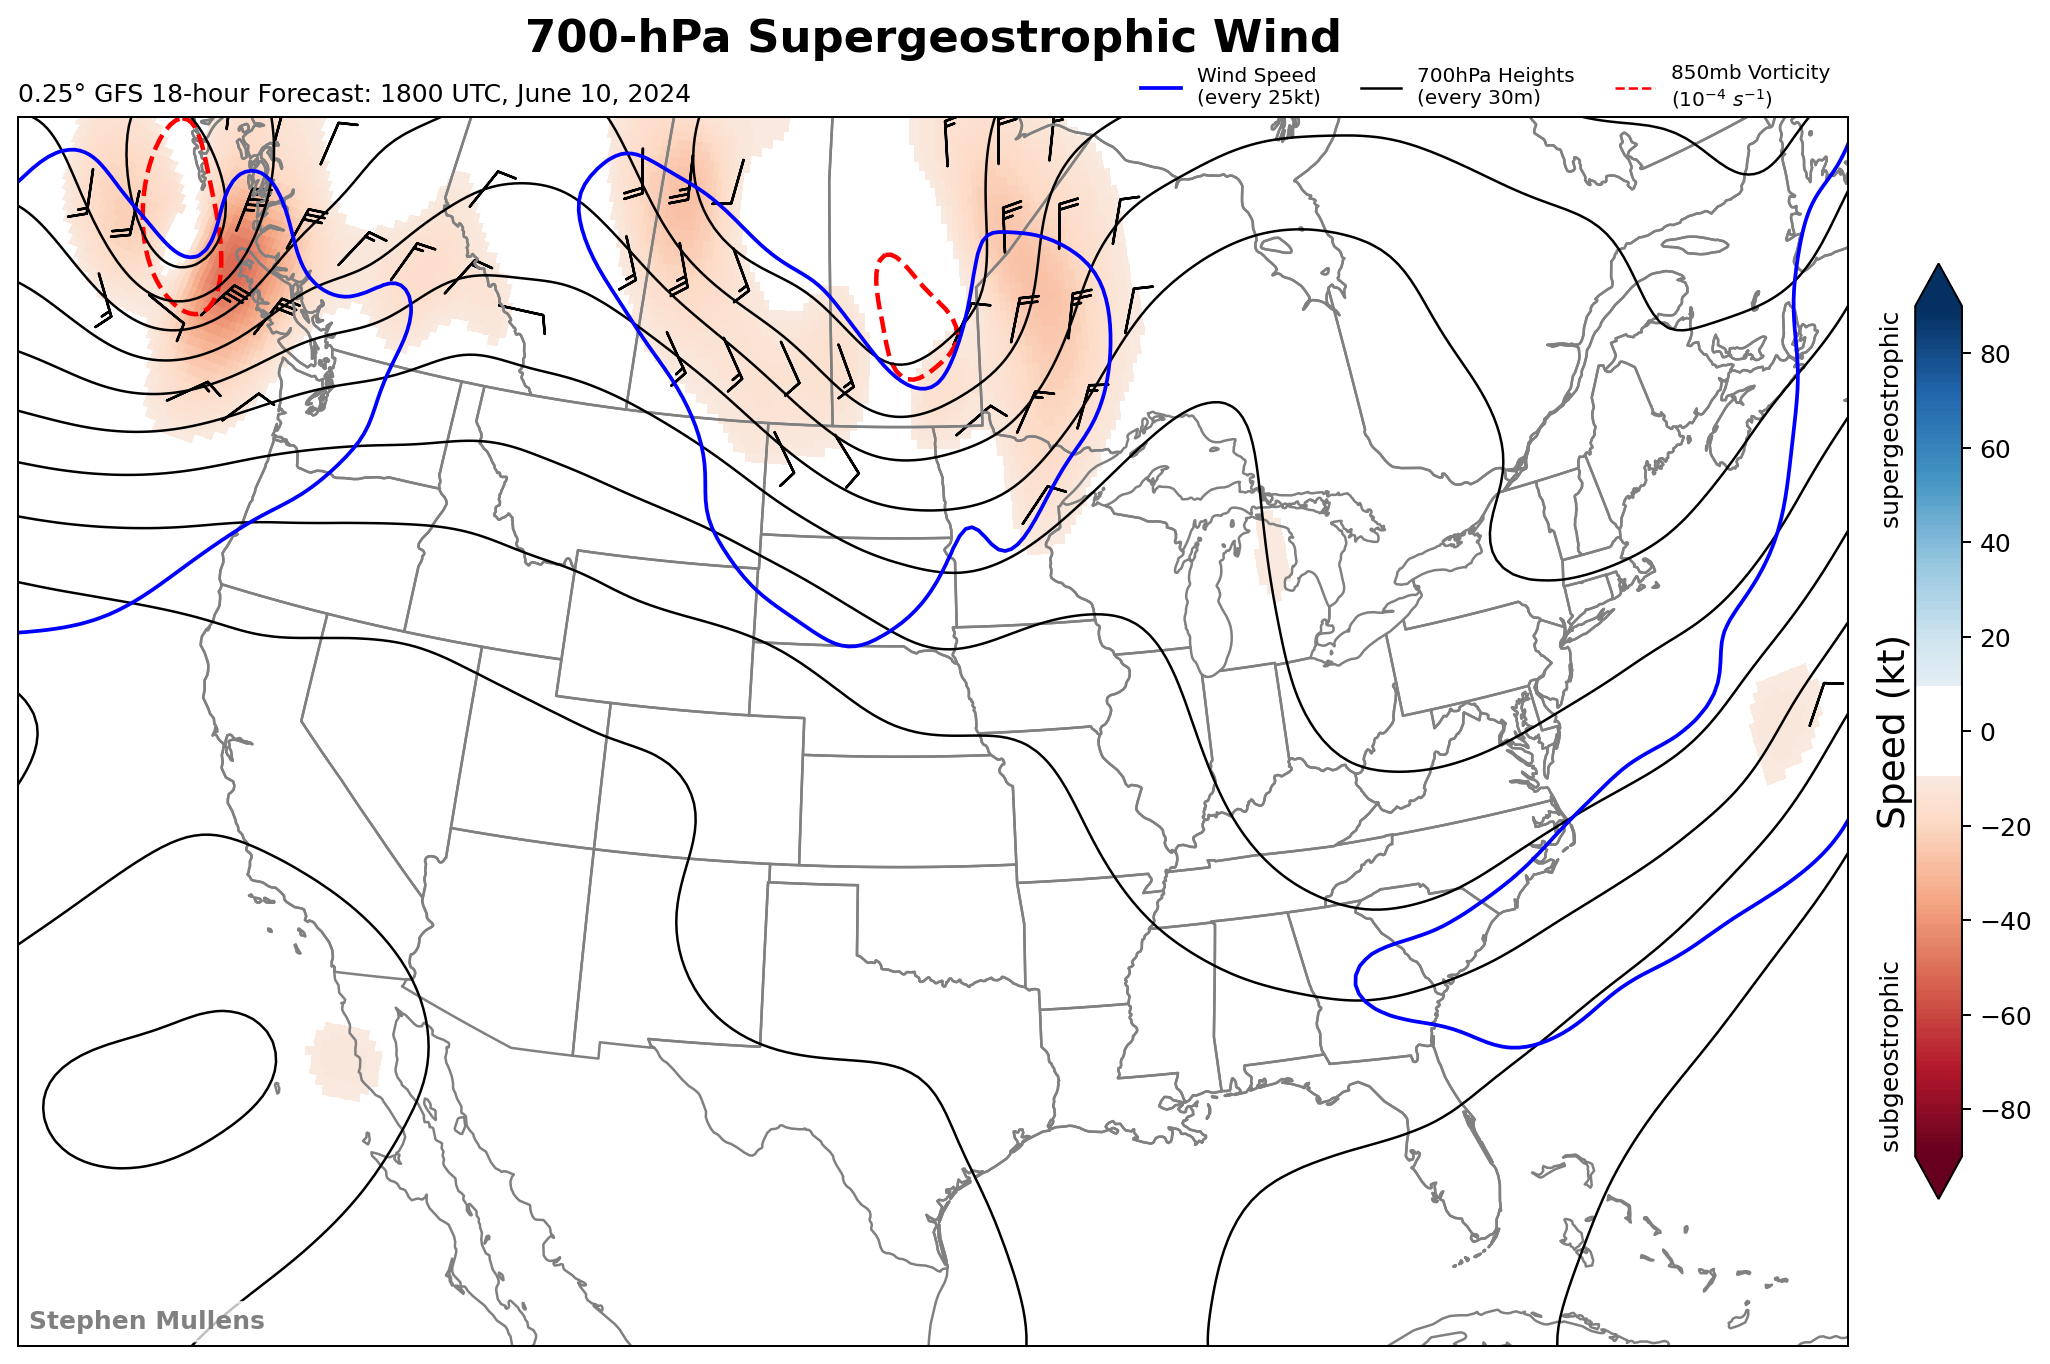 700-hPa Supergeostrophic Wind
0.25° GFS 18-hour Forecast: 1800 UTC, June 10, 2024
Wind Speed
(every 25kt)
700hPa Heights
(every 30m)
850mb Vorticity
(10⁻⁴ s⁻¹)
supergeostrophic
Speed (kt)
subgeostrophic
80
60
40
20
0
−20
−40
−60
−80
Stephen Mullens